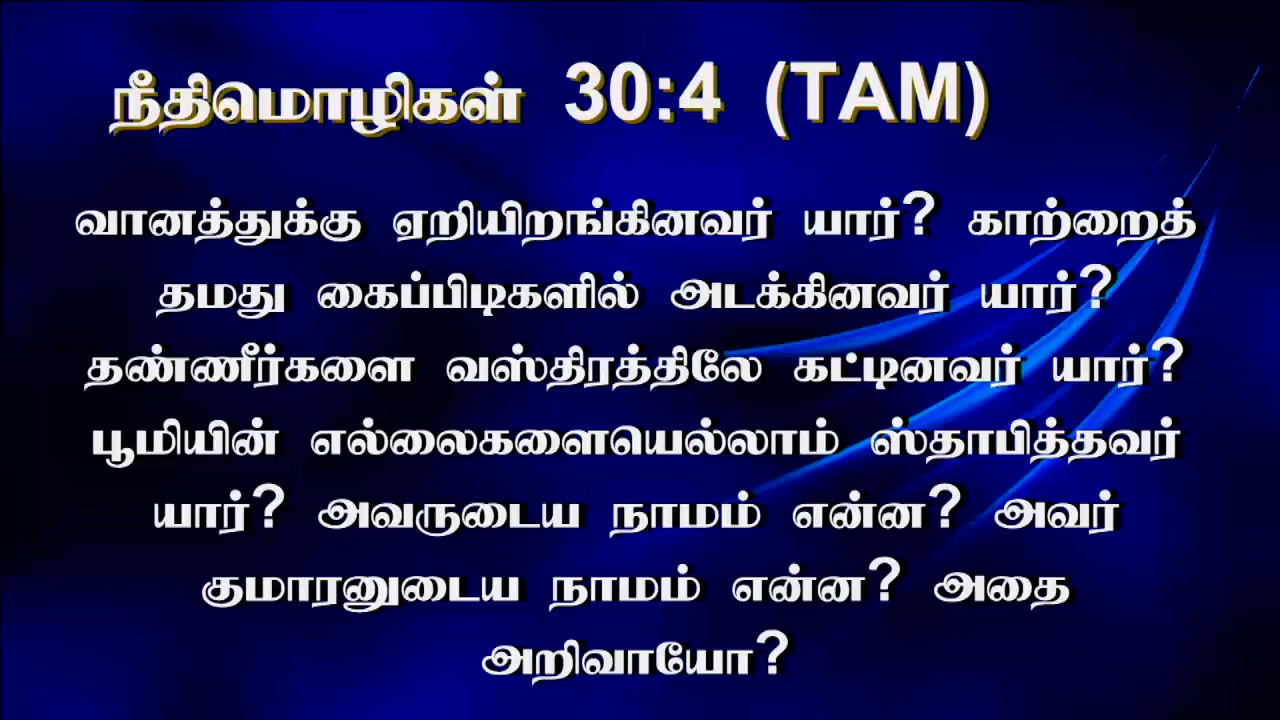 நீதிமொழிகள் 30:4 (TAM)
வானத்துக்கு ஏறியிறங்கினவர் யார்? காற்றைத்
தமது கைப்பிடிகளில் அடக்கினவர் யார்?
தண்ணீர்களை வஸ்திரத்திலே கட்டினவர் யார்?
பூமியின் எல்லைகளையெல்லாம் ஸ்தாபித்தவர்
யார்? அவருடைய நாமம் என்ன? அவர்
குமாரனுடைய நாமம் என்ன? அதை
அறிவாயோ?